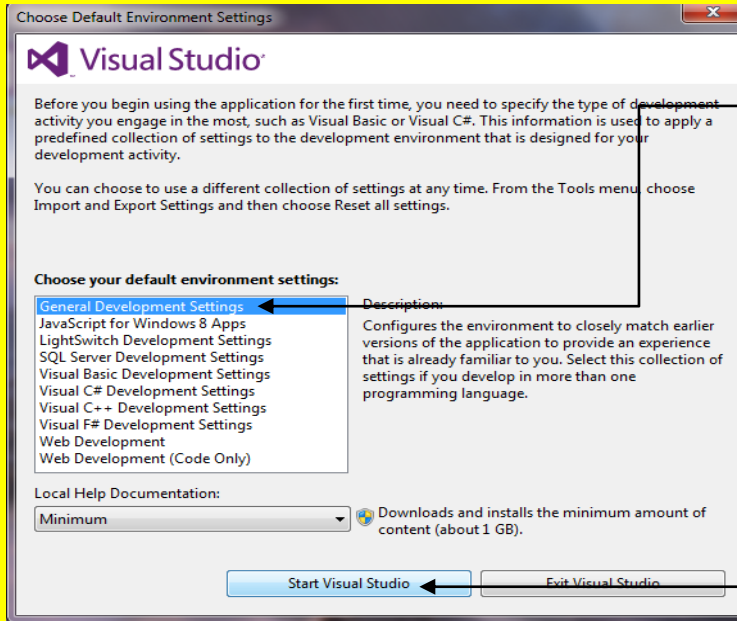 Choose Default Environment Settings
Visual Studio
Before you begin using the application for the first time, you need to specify the type of development
activity you engage in the most, such as Visual Basic or Visual C#. This information is used to apply a
predefined collection of settings to the development environment that is designed for your
development activity.
You can choose to use a different collection of settings at any time. From the Tools menu, choose
Import and Export Settings and then choose Reset all settings.
Choose your default environment settings:
General Development Settings
JavaScript for Windows 8 Apps
LightSwitch Development Settings
SQL Server Development Settings
Visual Basic Development Settings
Visual C# Development Settings
Visual C++ Development Settings
Visual F# Development Settings
Web Development
Web Development (Code Only)
Description:
Configures the environment to closely match earlier
versions of the application to provide an experience
that is already familiar to you. Select this collection of
settings if you develop in more than one
programming language.
Local Help Documentation:
Minimum
Downloads and installs the minimum amount of
content (about 1 GB).
Start Visual Studio
Exit Visual Studio